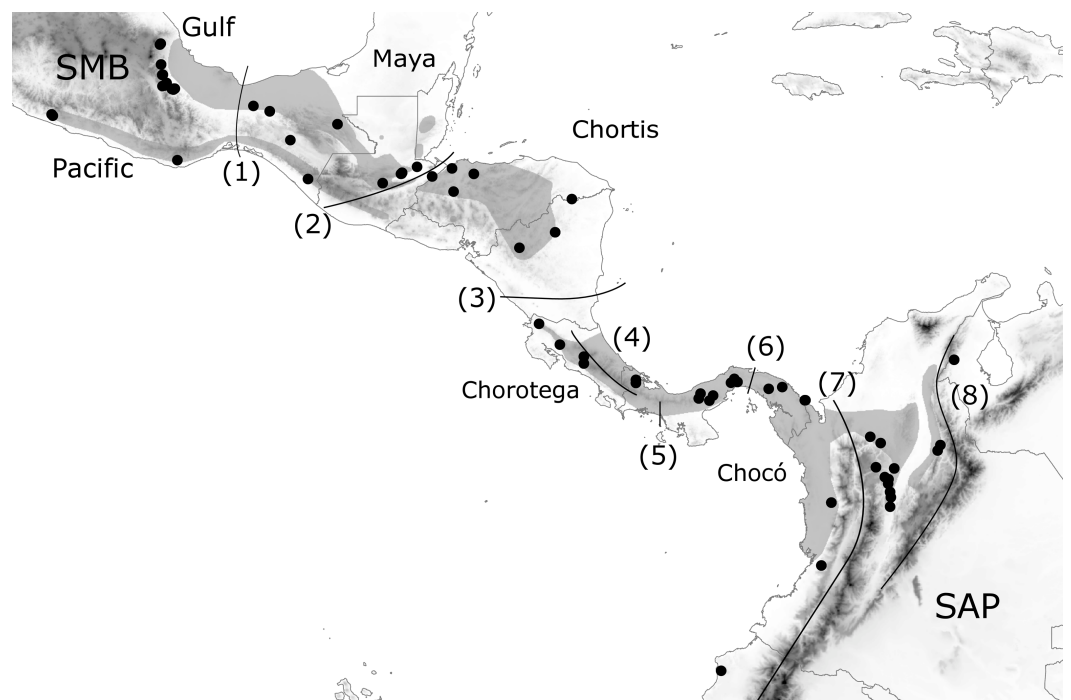 Gulf
SMB
Maya
Chortis
Pacific
(1)
(2)
(3)
(4)
(6)
Chorotega
(7)
(8)
(5)
Chocó
SAP